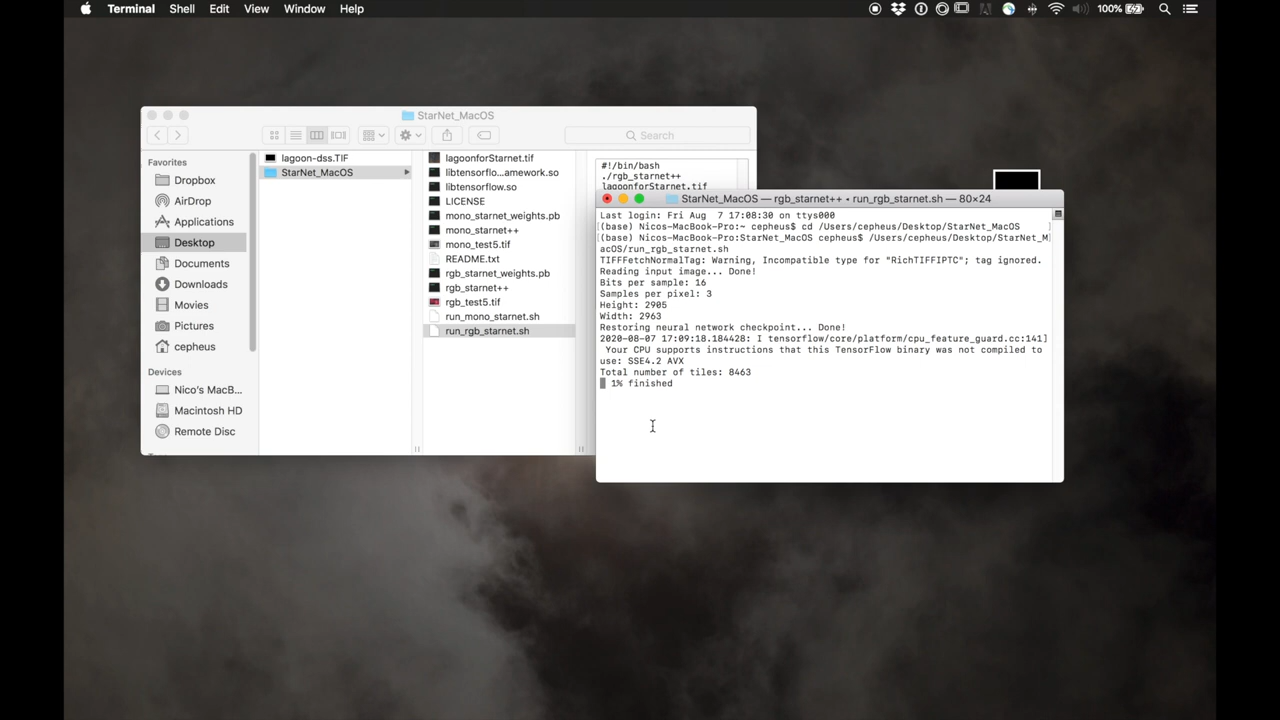 Terminal Shell Edit View Window Help 100%
StarNet_MacOS
Search
Favorites
Dropbox
AirDrop
Applications
Desktop
Documents
Downloads
Movies
Pictures
cepheus
Devices
Nico's MacB...
Macintosh HD
Remote Disc
lagoon-dss.TIF
StarNet_MacOS
lagoonforStarnet.tif
libtensorflo...amework.so
libtensorflow.so
LICENSE
mono_starnet_weights.pb
mono_starnet++
mono_test5.tif
README.txt
rgb_starnet_weights.pb
rgb_starnet++
rgb_test5.tif
run_mono_starnet.sh
run_rgb_starnet.sh
#!/bin/bash
./rgb_starnet++
lagoonforStarnet.tif
StarNet_MacOS — rgb_starnet++ • run_rgb_starnet.sh — 80×24
Last login: Fri Aug  7 17:08:30 on ttys000
[(base) Nicos-MacBook-Pro:~ cepheus$ cd /Users/cepheus/Desktop/StarNet_MacOS
[(base) Nicos-MacBook-Pro:StarNet_MacOS cepheus$ /Users/cepheus/Desktop/StarNet_M]
acOS/run_rgb_starnet.sh
TIFFFetchNormalTag: Warning, Incompatible type for "RichTIFFIPTC"; tag ignored.
Reading input image... Done!
Bits per sample: 16
Samples per pixel: 3
Height: 2905
Width: 2963
Restoring neural network checkpoint... Done!
2020-08-07 17:09:18.184428: I tensorflow/core/platform/cpu_feature_guard.cc:141]
Your CPU supports instructions that this TensorFlow binary was not compiled to
use: SSE4.2 AVX
Total number of tiles: 8463
1% finished